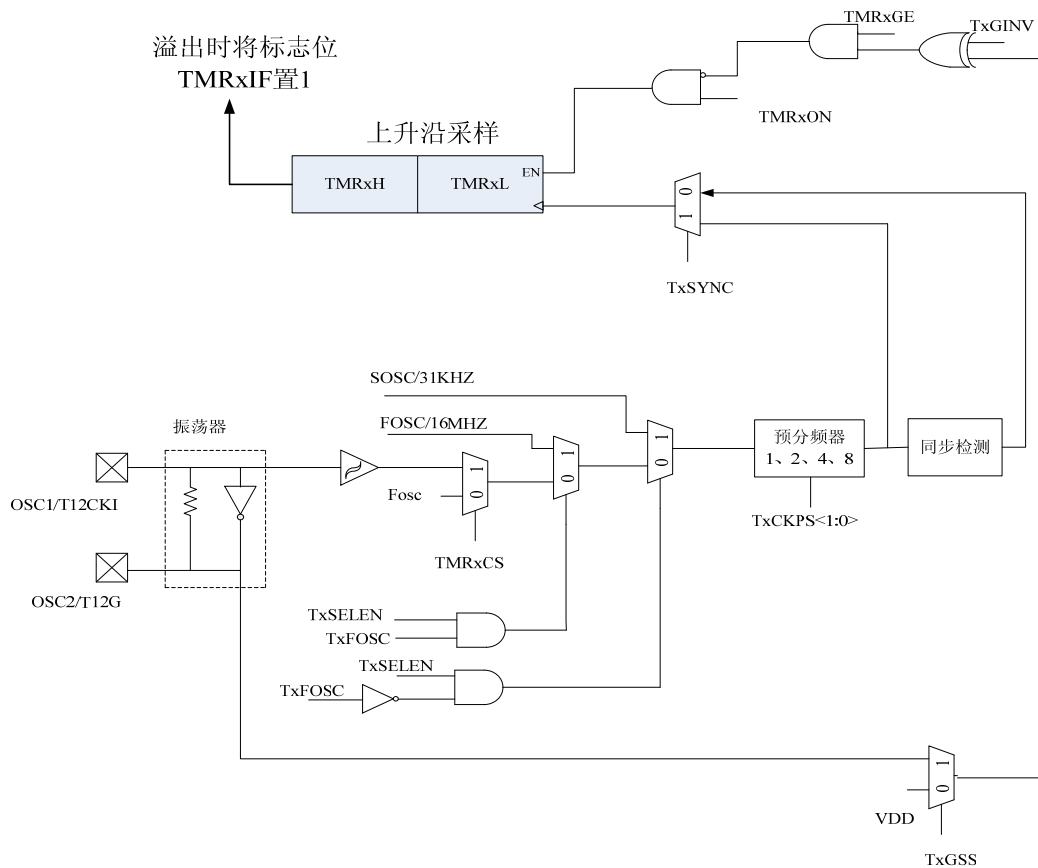 溢出时将标志位
TMRxIF置1
TMRxGE
TxGINV
TMRxON
上升沿采样
TMRxH
TMRxL
EN
1 0
TxSYNC
SOSC/31KHZ
FOSC/16MHZ
振荡器
OSC1/T12CKI
OSC2/T12G
Fosc
0 1
TMRxCS
0 1
0 1
预分频器
1、2、4、8
TxCKPS<1:0>
同步检测
TxSELEN
TxFOSC
TxSELEN
TxFOSC
0 1
VDD
TxGSS